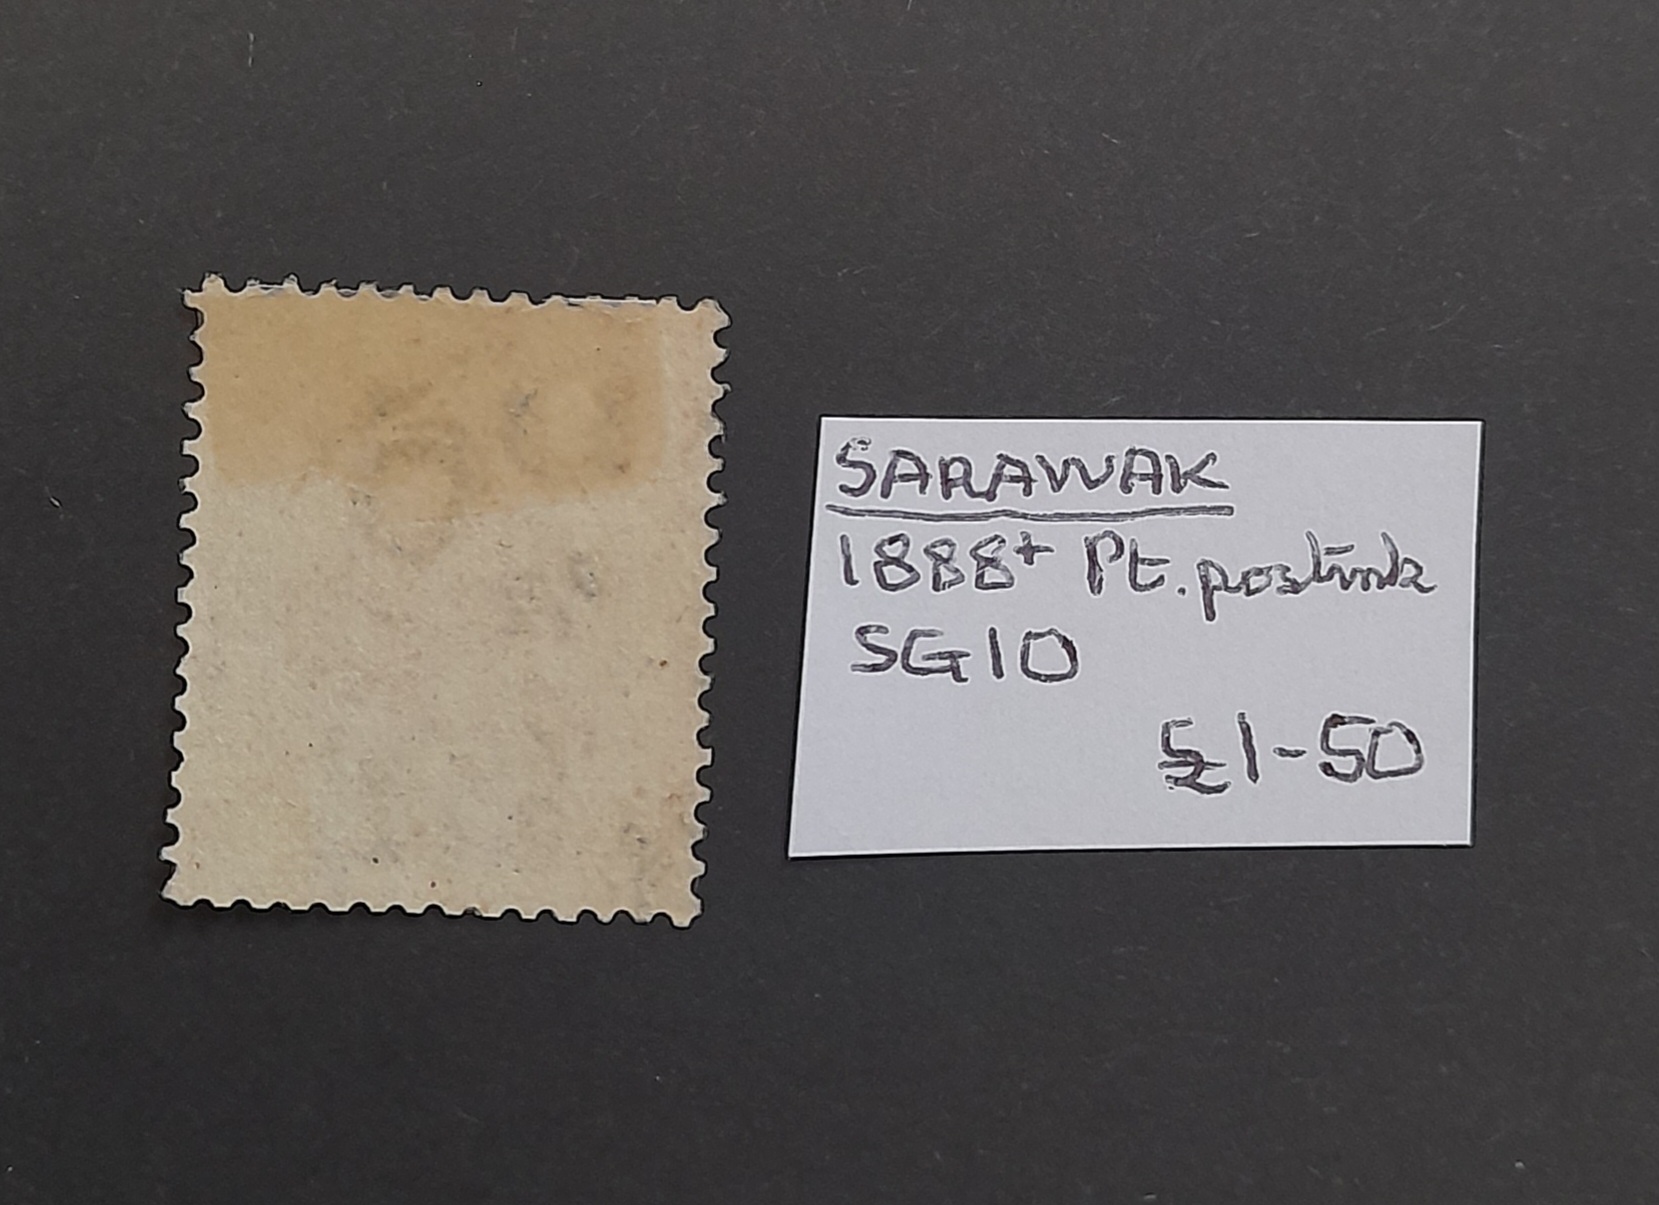 SARAWAK
1888+ Pt. postmk
SG10
£1-50